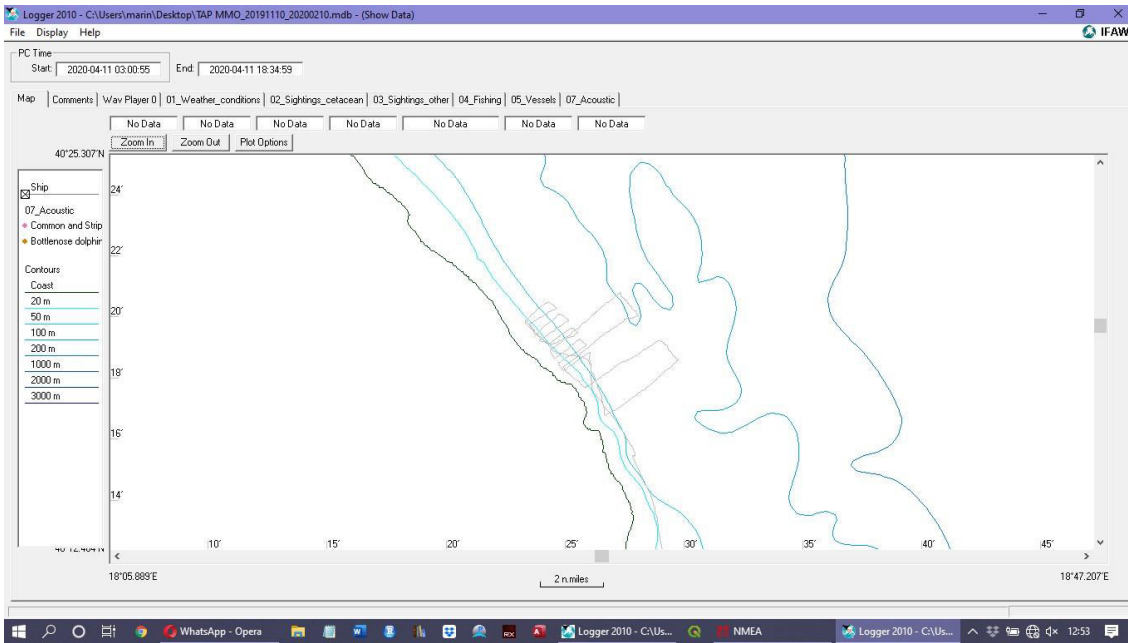 Logger 2010 - C:\Users\marin\Desktop\TAP MMO_20191110_20200210.mdb - (Show Data)
File Display Help
IFAW
PC Time
Start: 2020-04-11 03:00:55 End: 2020-04-11 18:34:59
Map Comments Wav Player 0 01_Weather_conditions 02_Sightings_cetacean 03_Sightings_other 04_Fishing 05_Vessels 07_Acoustic
No Data No Data No Data No Data No Data No Data No Data
Zoom In Zoom Out Plot Options
40°25.307'N
Ship
07_Acoustic
Common and Strip
Bottlenose dolphir
Contours
Coast
20 m
50 m
100 m
200 m
1000 m
2000 m
3000 m
24'
22'
20'
18'
16'
14'
10' 15' 20' 25' 30' 35' 40' 45'
18°05.889'E
2 n.miles
18°47.207'E
WhatsApp - Opera
Logger 2010 - C:\Us...
NMEA
Logger 2010 - C:\Us...
12:53